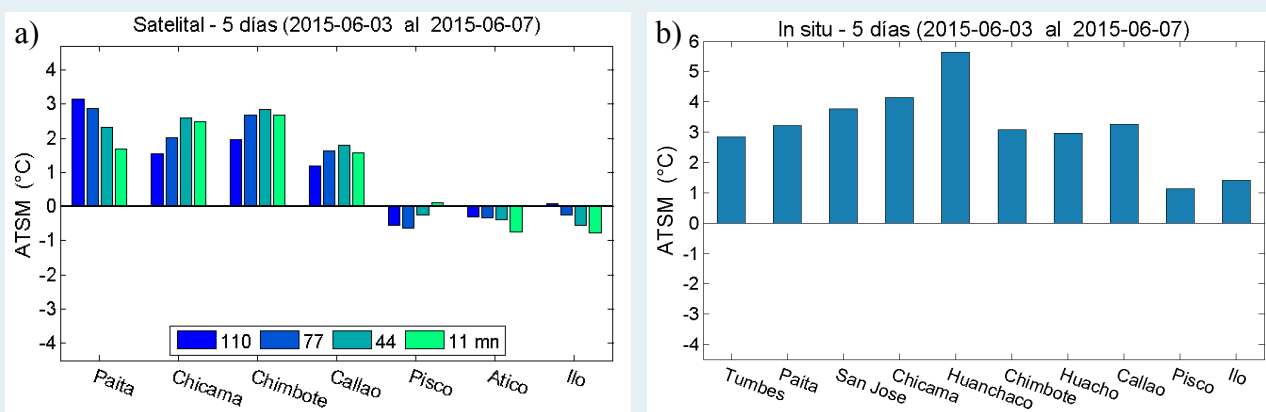 a)
Satelital - 5 días (2015-06-03 al 2015-06-07)
ATSM (°C)
4
3
2
1
0
-1
-2
-3
-4
110 77 44 11 mn
Paita Chicama Chimbote Callao Pisco Atico Ilo
b)
In situ - 5 días (2015-06-03 al 2015-06-07)
ATSM (°C)
6
5
4
3
2
1
0
-1
-2
-3
-4
Tumbes Paita San Jose Chicama Huanchaco Chimbote Huacho Callao Pisco Ilo